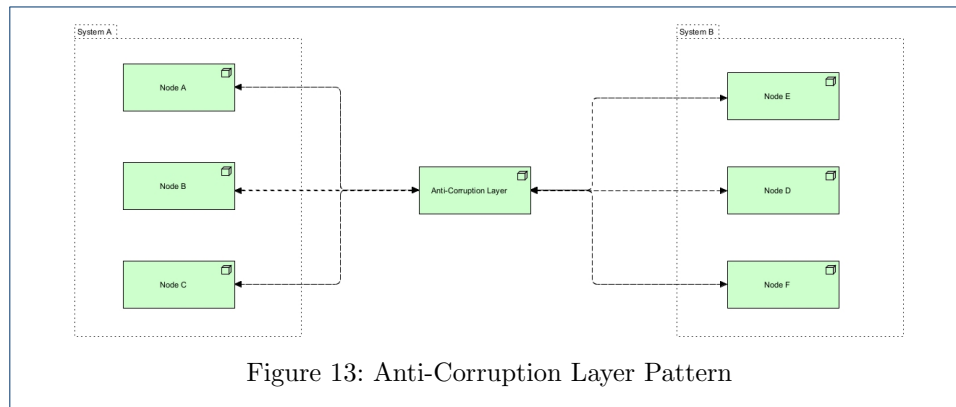 System A
System B
Node A
Node E
Node B
Anti-Corruption Layer
Node D
Node C
Node F
Figure 13: Anti-Corruption Layer Pattern